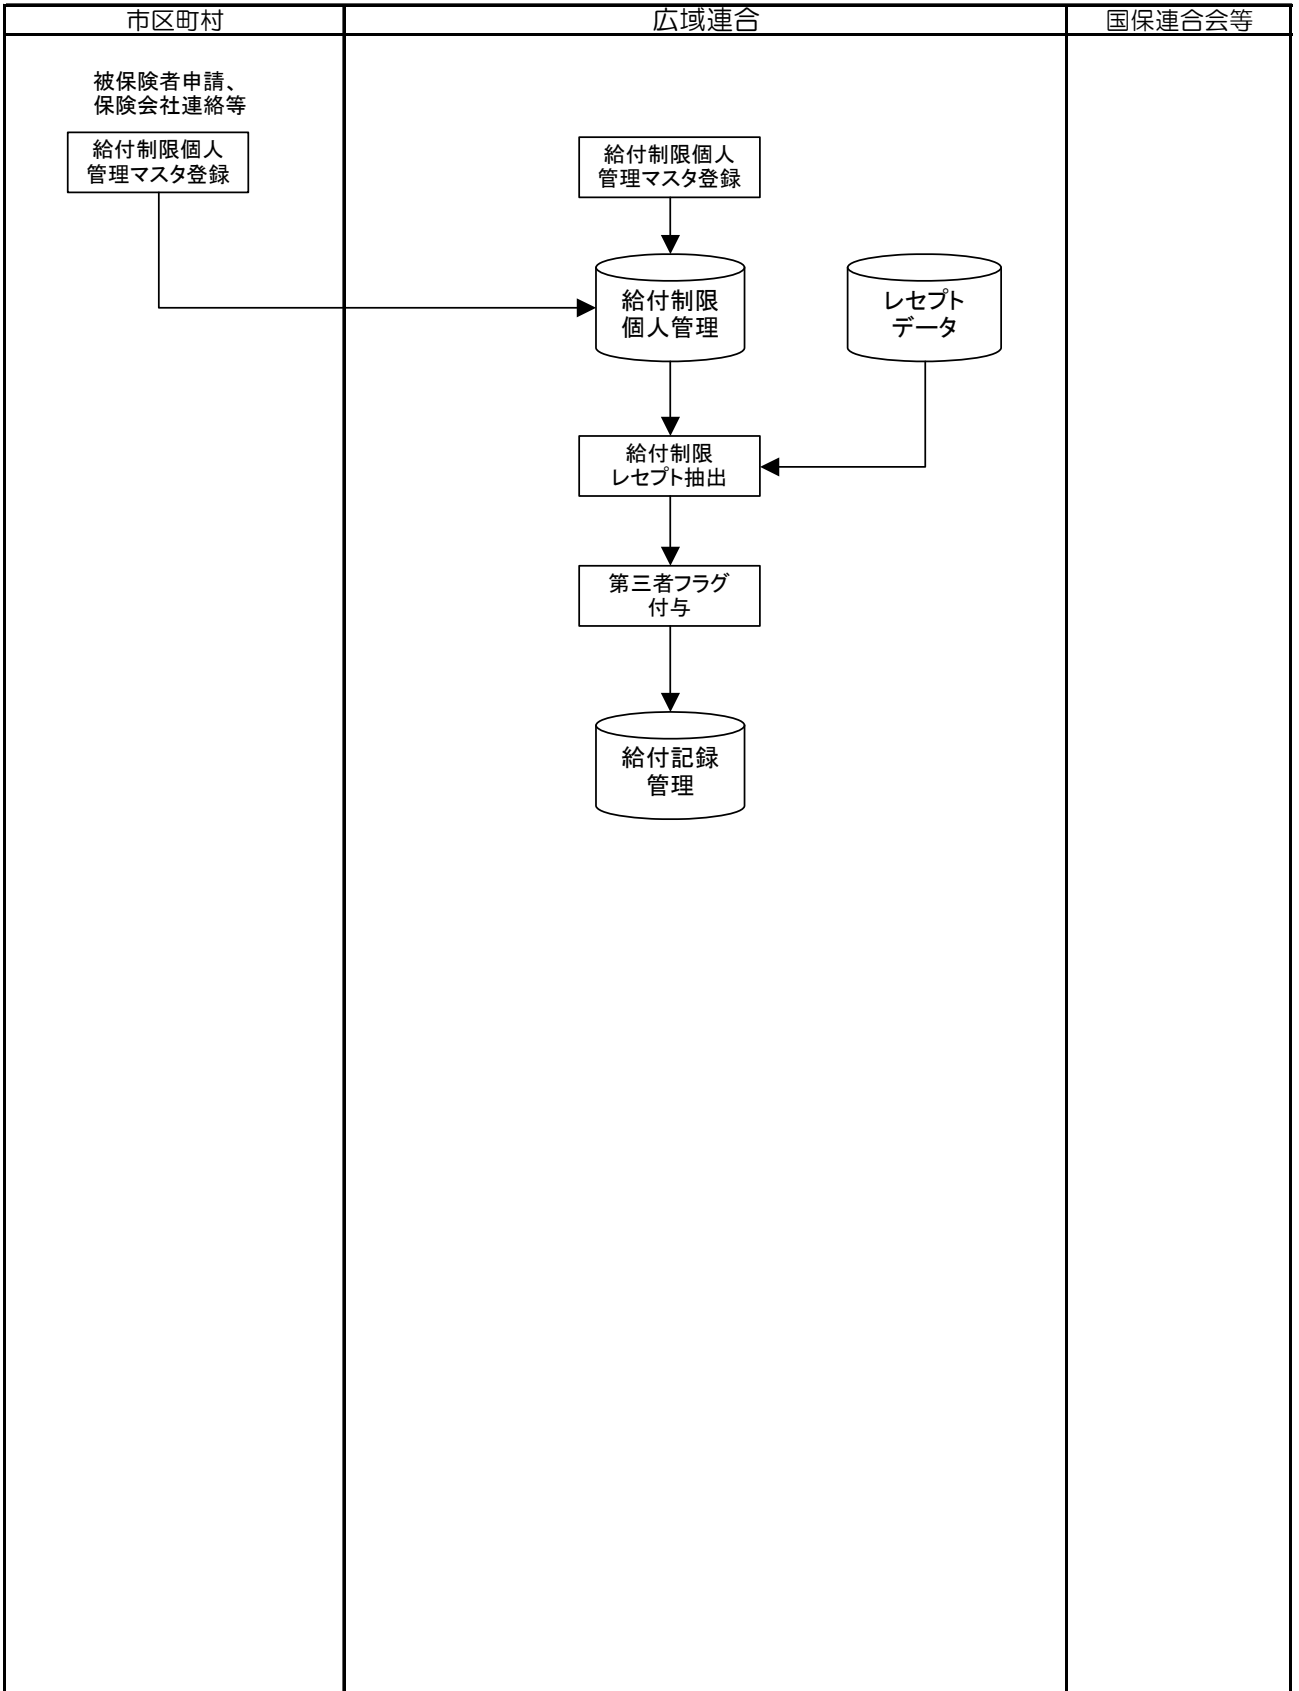 市区町村
広域連合
国保連合会等
被保険者申請、
保険会社連絡等
給付制限個人
管理マスタ登録
給付制限個人
管理マスタ登録
給付制限
個人管理
レセプト
データ
給付制限
レセプト抽出
第三者フラグ
付与
給付記録
管理